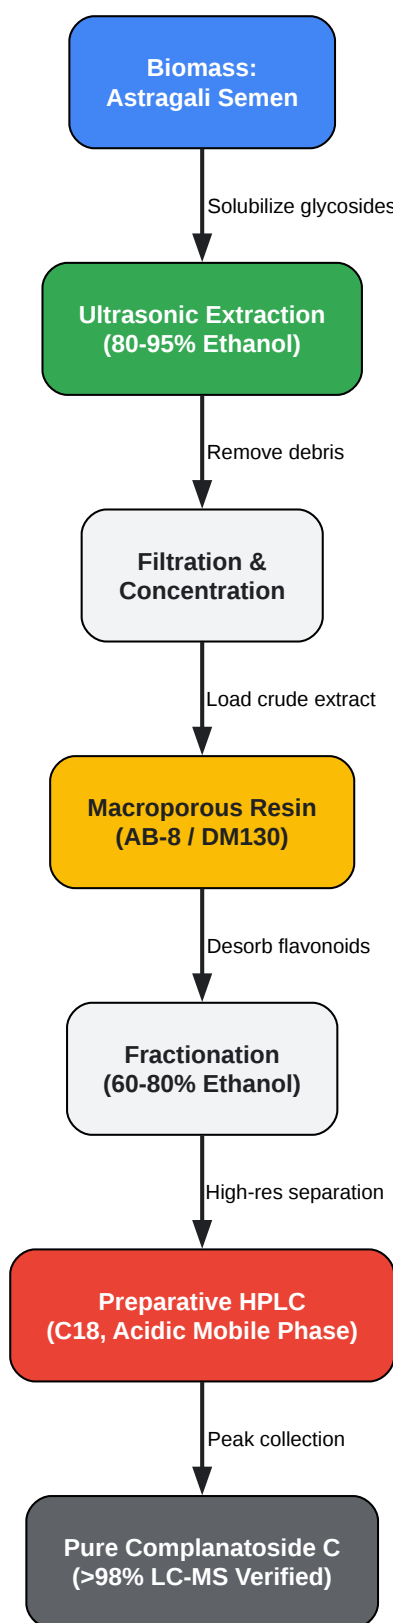 Biomass:
Astragali Semen
Solubilize glycosides
Ultrasonic Extraction
(80-95% Ethanol)
Remove debris
Filtration &
Concentration
Load crude extract
Macroporous Resin
(AB-8 / DM130)
Desorb flavonoids
Fractionation
(60-80% Ethanol)
High-res separation
Preparative HPLC
(C18, Acidic Mobile Phase)
Peak collection
Pure Complanatoside C
(>98% LC-MS Verified)